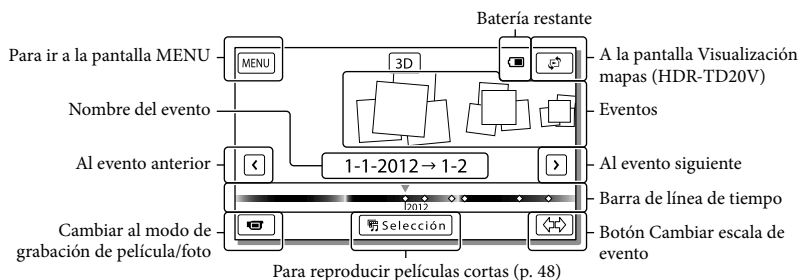 Batería restante
Para ir a la pantalla MENU
MENU
3D
A la pantalla Visualización
mapas (HDR-TD20V)
Nombre del evento
Eventos
Al evento anterior
1-1-2012→1-2
Al evento siguiente
Barra de línea de tiempo
2012
Cambiar al modo de
grabación de película/foto
Selección
Botón Cambiar escala de
evento
Para reproducir películas cortas (p. 48)